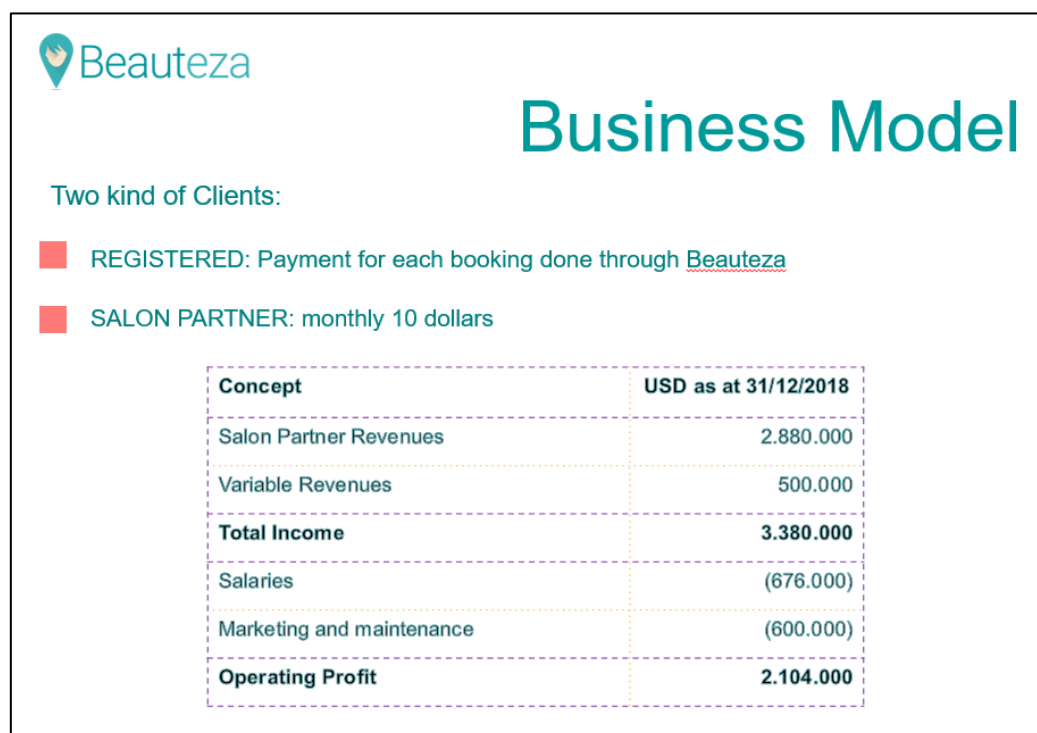 Beauteza
Business Model
Two kind of Clients:
REGISTERED: Payment for each booking done through Beauteza
SALON PARTNER: monthly 10 dollars
Concept USD as at 31/12/2018
Salon Partner Revenues 2.880.000
Variable Revenues 500.000
Total Income 3.380.000
Salaries (676.000)
Marketing and maintenance (600.000)
Operating Profit 2.104.000